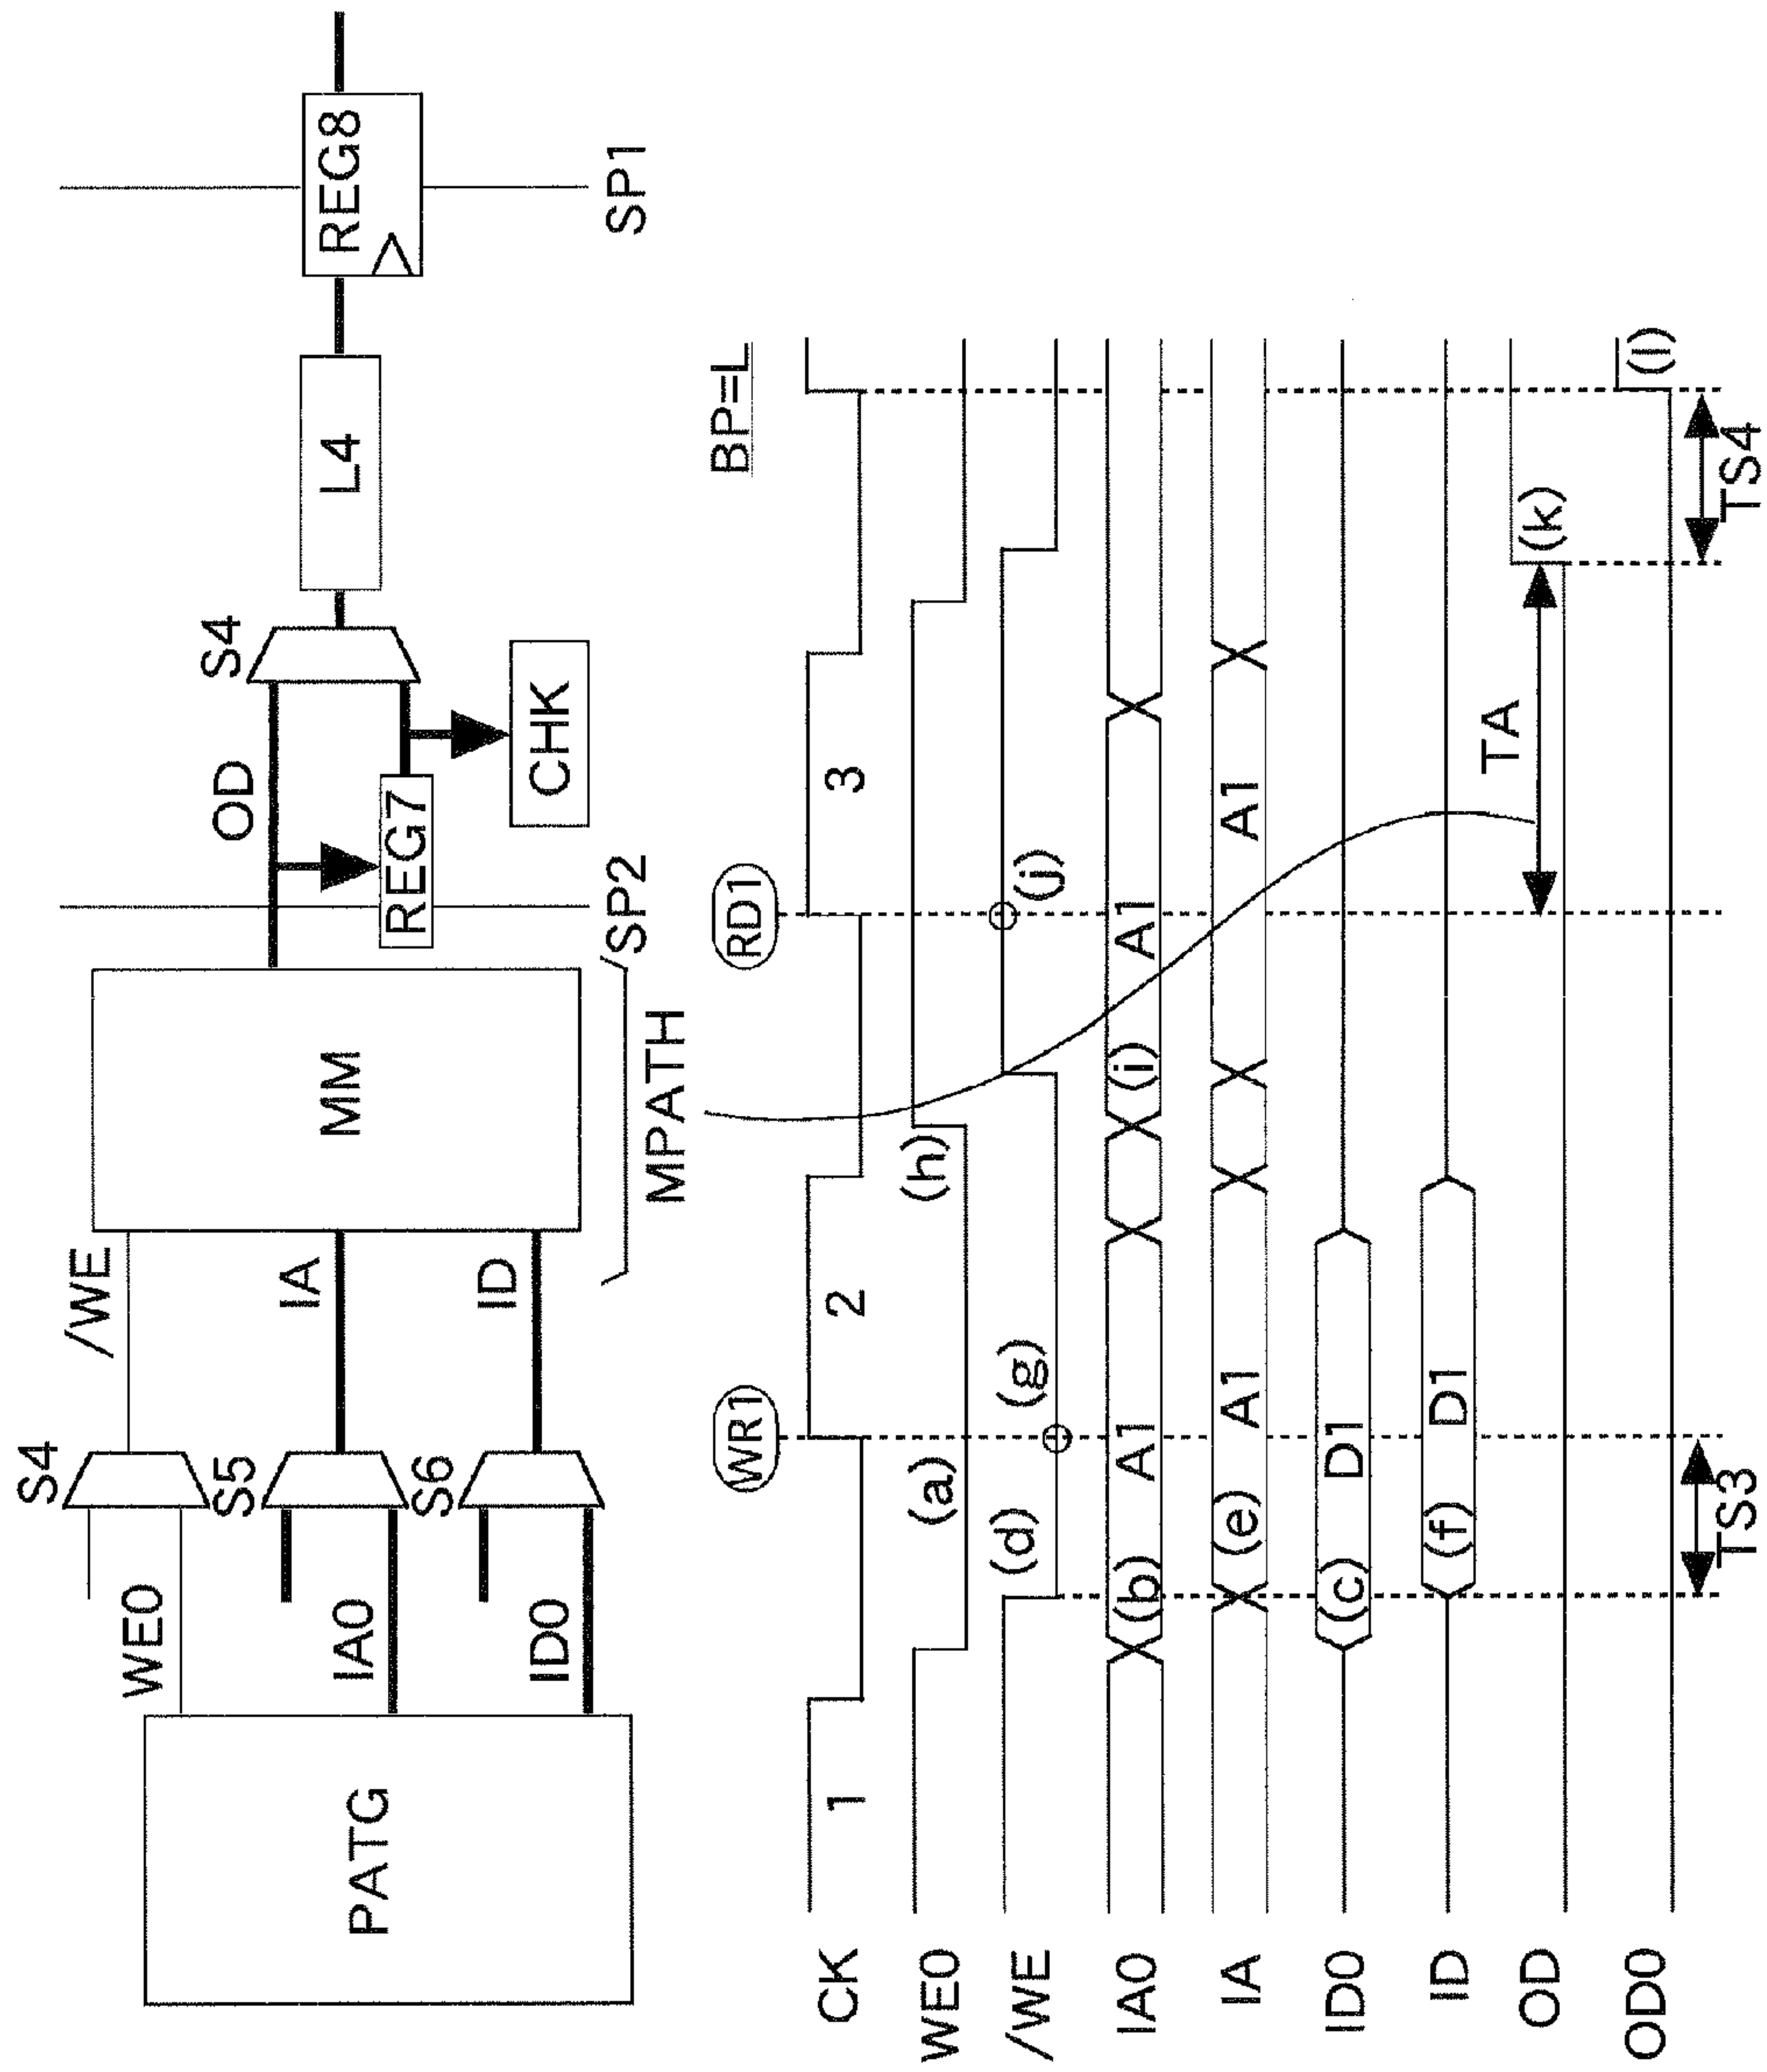 PATG
WE0
IA0
ID0
S4
S5
S6
/WE
IA
ID
MM
MPATH
/SP2
OD
REG7
CHK
S4
L4
REG8
SP1
WR1
RD1
BP=L
CK
1
2
3
WE0
(a)
(h)
/WE
(d)
(g)
(j)
IA0
(b)
A1
(i)
A1
IA
(e)
A1
A1
ID0
(c)
D1
ID
(f)
D1
OD
TA
(k)
OD0
(l)
TS3
TS4